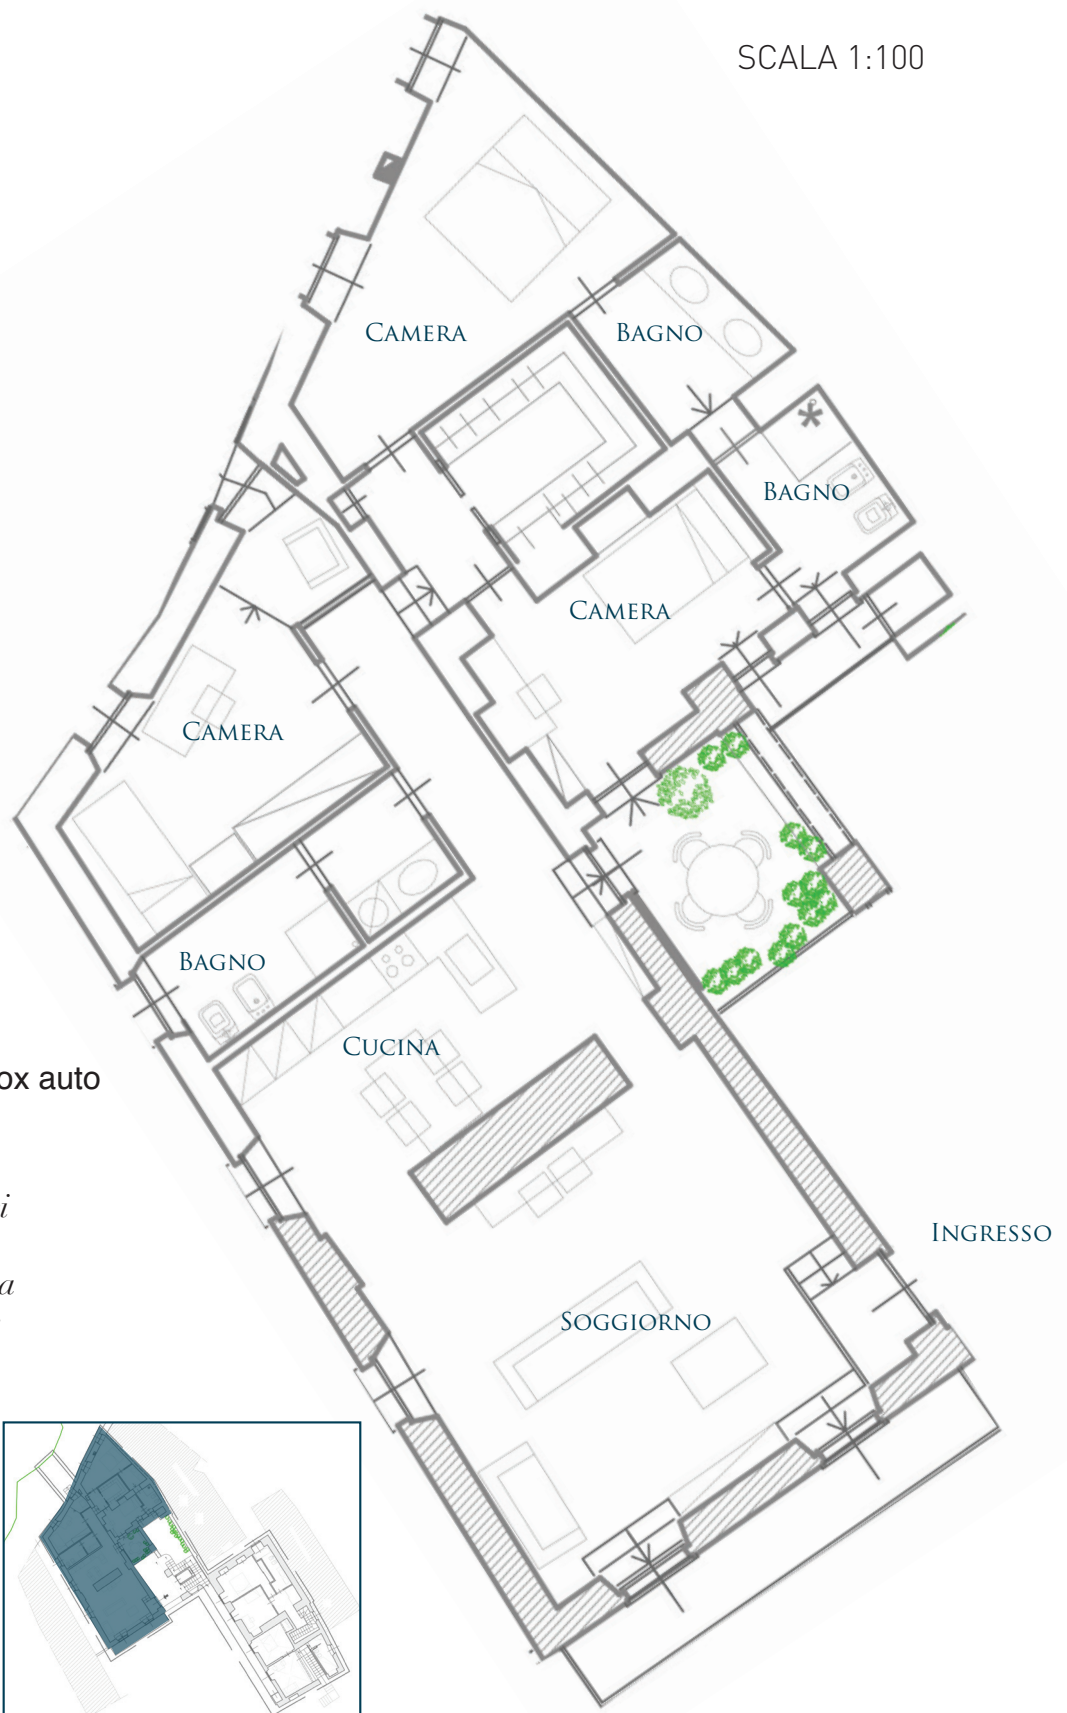 SCALA 1:100
CAMERA
BAGNO
BAGNO
CAMERA
CAMERA
BAGNO
CUCINA
ox auto
i
a
INGRESSO
SOGGIORNO